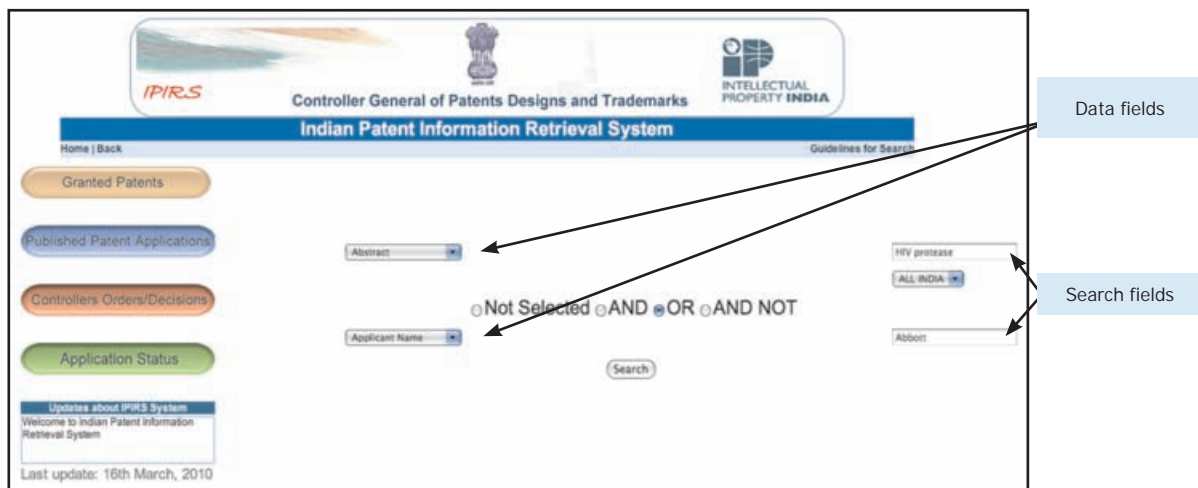 IPIRS
Controller General of Patents Designs and Trademarks
INTELLECTUAL
PROPERTY INDIA
Indian Patent Information Retrieval System
Home | Back
Guidelines for Search
Data fields
Granted Patents
Published Patent Applications
Abstract
HIV protease
ALL INDIA
Controllers Orders/Decisions
Not Selected AND OR AND NOT
Search fields
Applicant Name
Abbott
Application Status
Search
Updates about IPIRS System
Welcome to Indian Patent Information
Retrieval System
Last update: 16th March, 2010